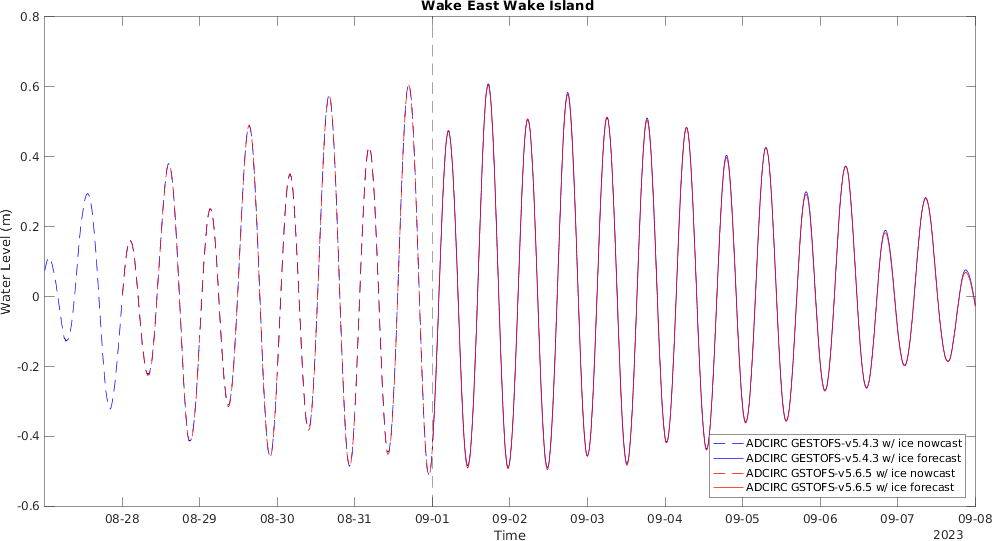 Wake East Wake Island
0.8
0.6
0.4
0.2
0
-0.2
-0.4
-0.6
Water Level (m)
ADCIRC GESTOFS-v5.4.3 w/ ice nowcast
ADCIRC GESTOFS-v5.4.3 w/ ice forecast
ADCIRC GSTOFS-v5.6.5 w/ ice nowcast
ADCIRC GSTOFS-v5.6.5 w/ ice forecast
08-28 08-29 08-30 08-31 09-01 09-02 09-03 09-04 09-05 09-06 09-07 09-08
Time
2023